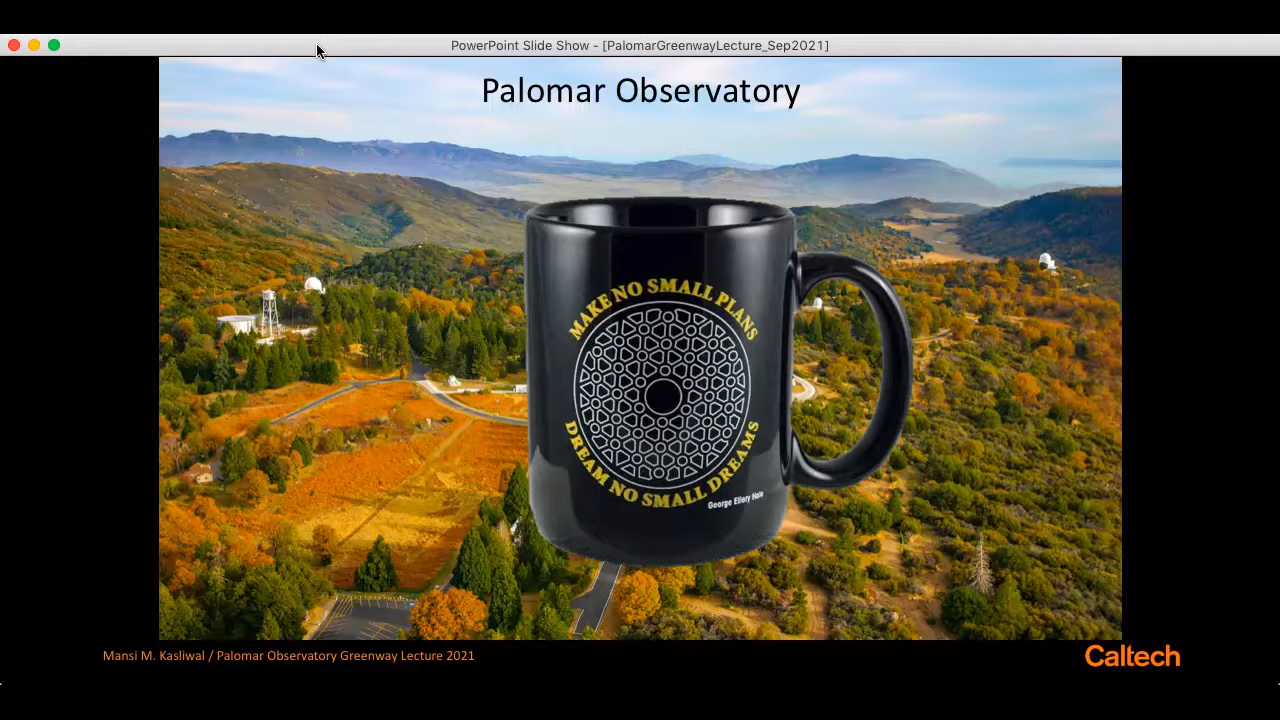 PowerPoint Slide Show - [PalomarGreenwayLecture_Sep2021]
Palomar Observatory
MAKE NO SMALL PLANS
DREAM NO SMALL DREAMS
George Ellery Hale
Mansi M. Kasliwal / Palomar Observatory Greenway Lecture 2021
Caltech